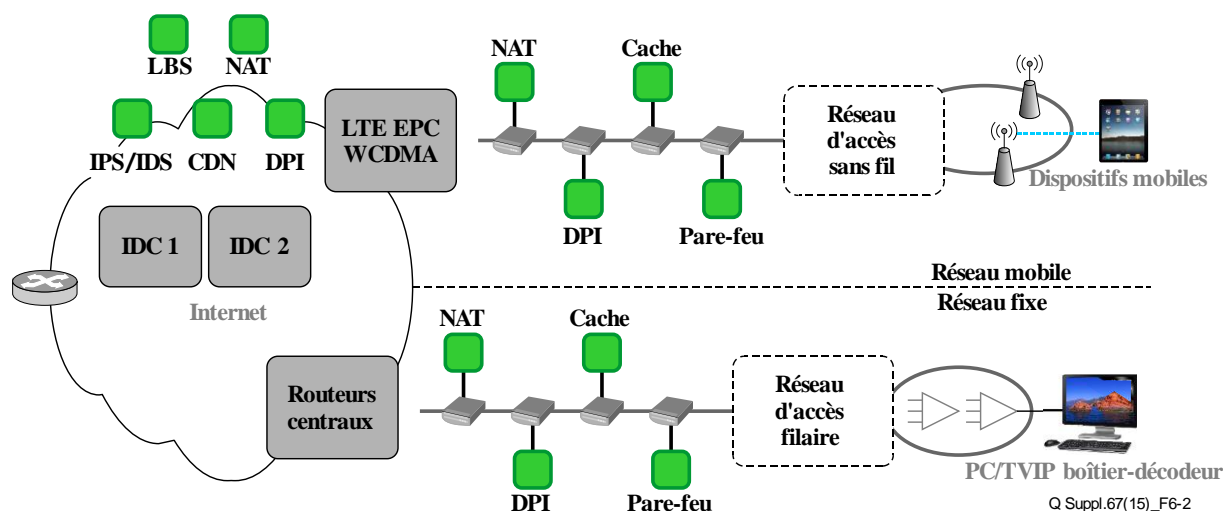 LBS
NAT
IPS/IDS
CDN
DPI
LTE EPC
WCDMA
NAT
Cache
DPI
Pare-feu
Réseau
d'accès
sans fil
Dispositifs mobiles
IDC 1
IDC 2
Internet
Réseau mobile
Réseau fixe
Routeurs
centraux
NAT
Cache
DPI
Pare-feu
Réseau
d'accès
filaire
PC/TVIP boîtier-décodeur
Q Suppl.67(15)_F6-2